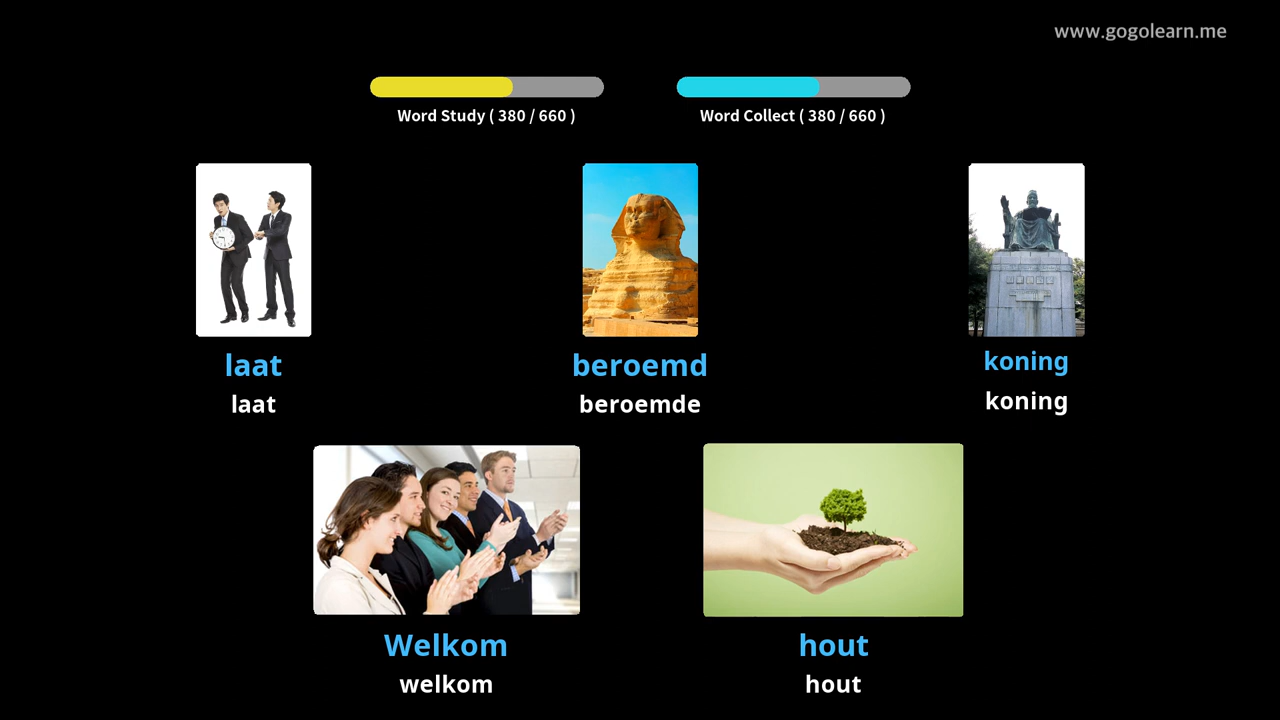 www.gogolearn.me
Word Study ( 380 / 660 )
Word Collect ( 380 / 660 )
laat
laat
beroemd
beroemde
koning
koning
Welkom
welkom
hout
hout